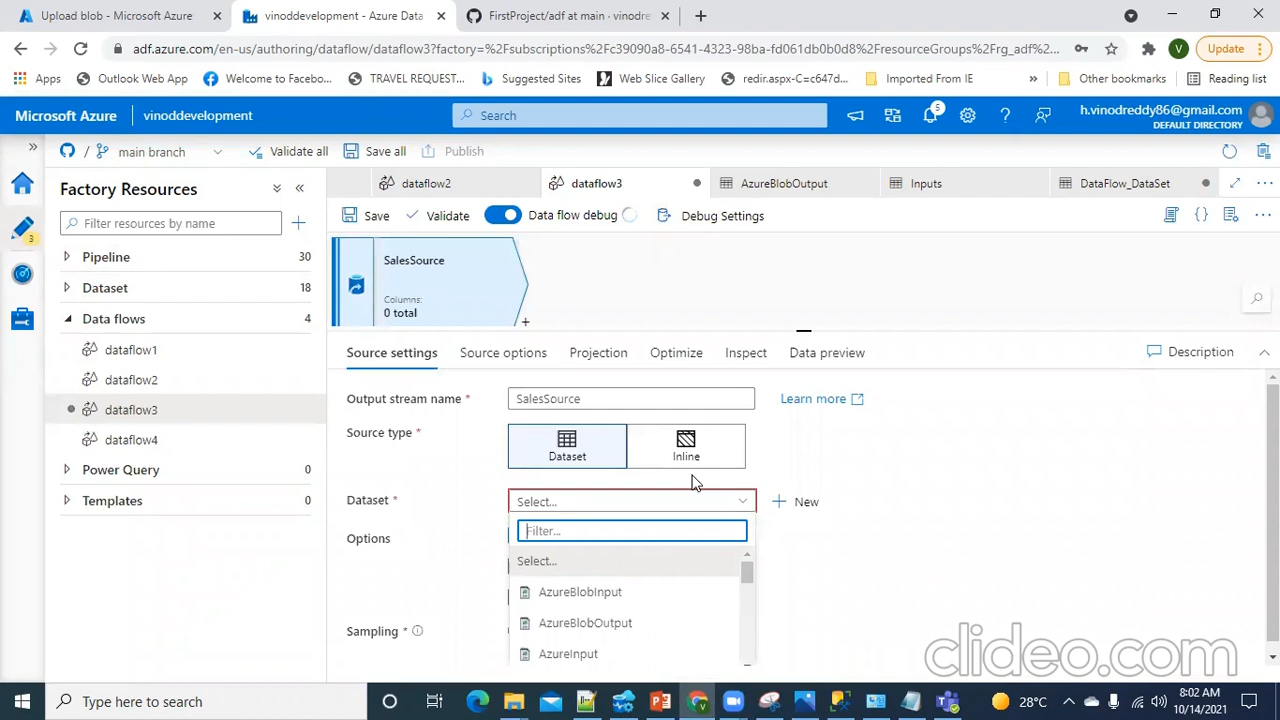 Upload blob - Microsoft Azure
vinoddevelopment - Azure Data
FirstProject/adf at main · vinodre
adf.azure.com/en-us/authoring/dataflow/dataflow3?factory=%2Fsubscriptions%2Fc39090a8-6541-4323-98ba-fd061db0b0d8%2FresourceGroups%2Frg_adf%2...
V
Update
Apps
Outlook Web App
Welcome to Facebo...
TRAVEL REQUEST...
Suggested Sites
Web Slice Gallery
redir.aspx-C=c647d...
Imported From IE
»
Other bookmarks
Reading list
Microsoft Azure
vinoddevelopment
Search
5
h.vinodreddy86@gmail.com
DEFAULT DIRECTORY
/ main branch
Validate all
Save all
Publish
Factory Resources
Filter resources by name
Pipeline 30
Dataset 18
Data flows 4
dataflow1
dataflow2
dataflow3
dataflow4
Power Query 0
Templates 0
3
dataflow2
dataflow3
AzureBlobOutput
Inputs
DataFlow_DataSet
Save
Validate
Data flow debug
Debug Settings
SalesSource
Columns:
0 total
Source settings
Source options
Projection
Optimize
Inspect
Data preview
Description
Output stream name *
SalesSource
Learn more
Source type *
Dataset
Inline
Dataset *
Select...
New
Filter...
Options
Select...
AzureBlobInput
AzureBlobOutput
Sampling *
AzureInput
clideo.com
Type here to search
28°C
8:02 AM
10/14/2021